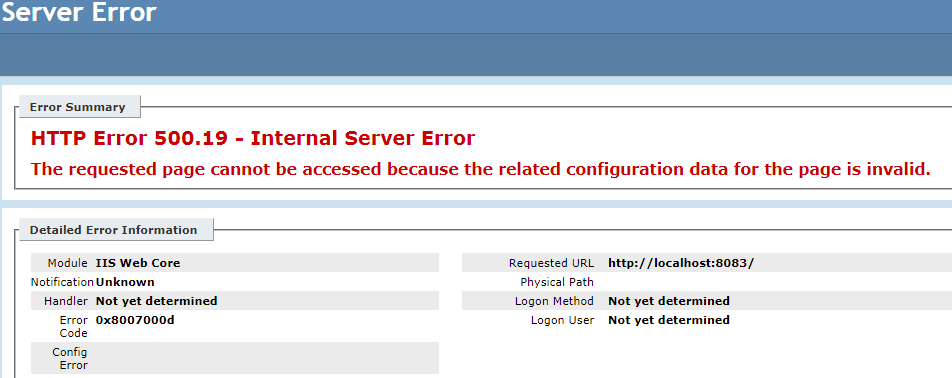 Server Error
Error Summary
HTTP Error 500.19 - Internal Server Error
The requested page cannot be accessed because the related configuration data for the page is invalid.
Detailed Error Information
Module IIS Web Core
Notification Unknown
Handler Not yet determined
Error Code 0x8007000d
Config Error
Requested URL http://localhost:8083/
Physical Path
Logon Method Not yet determined
Logon User Not yet determined